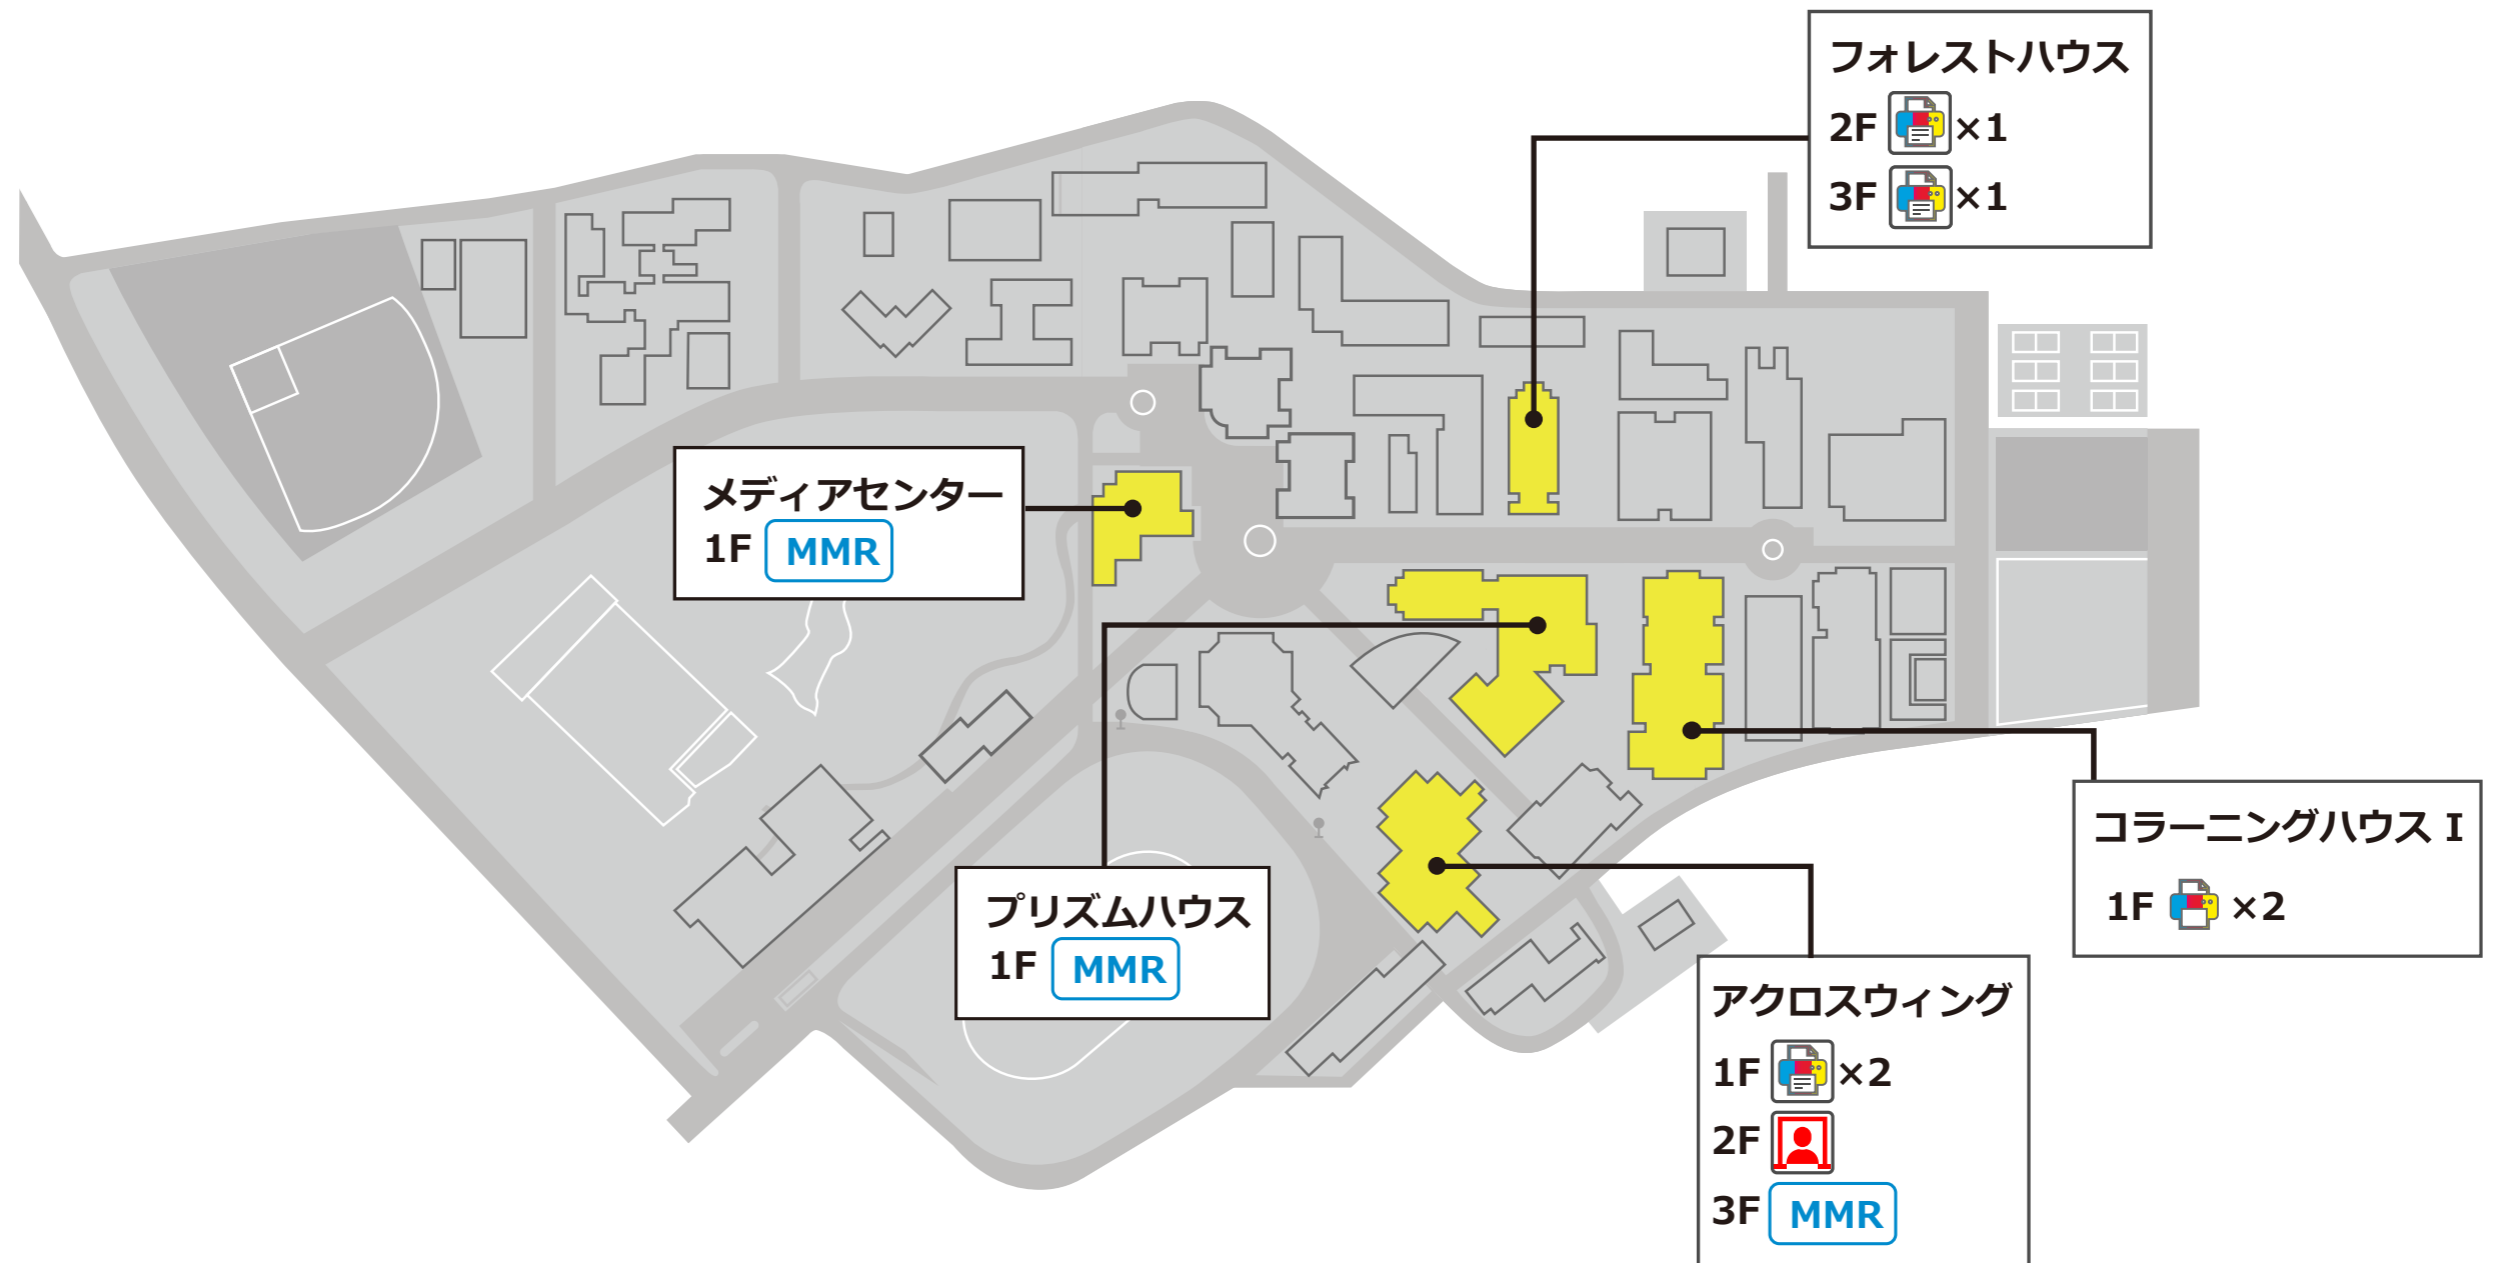 フォレストハウス
2F ×1
3F ×1
メディアセンター
1F MMR
プリズムハウス
1F MMR
コラーニングハウス I
1F ×2
アクロスウィング
1F ×2
2F
3F MMR